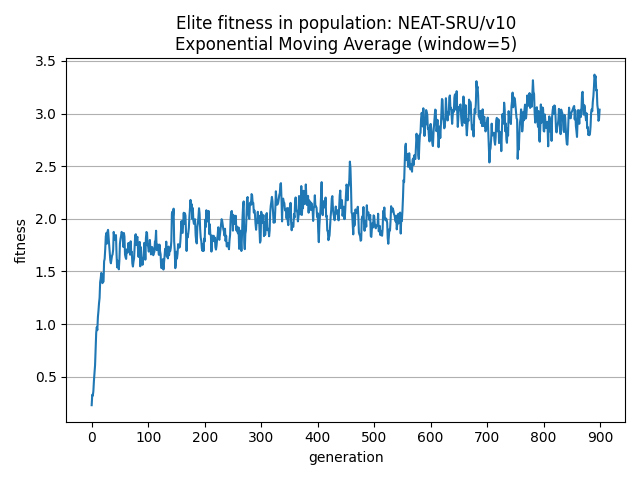 Elite fitness in population: NEAT-SRU/v10
Exponential Moving Average (window=5)
3.5
3.0
2.5
2.0
1.5
1.0
0.5
fitness
0 100 200 300 400 500 600 700 800 900
generation